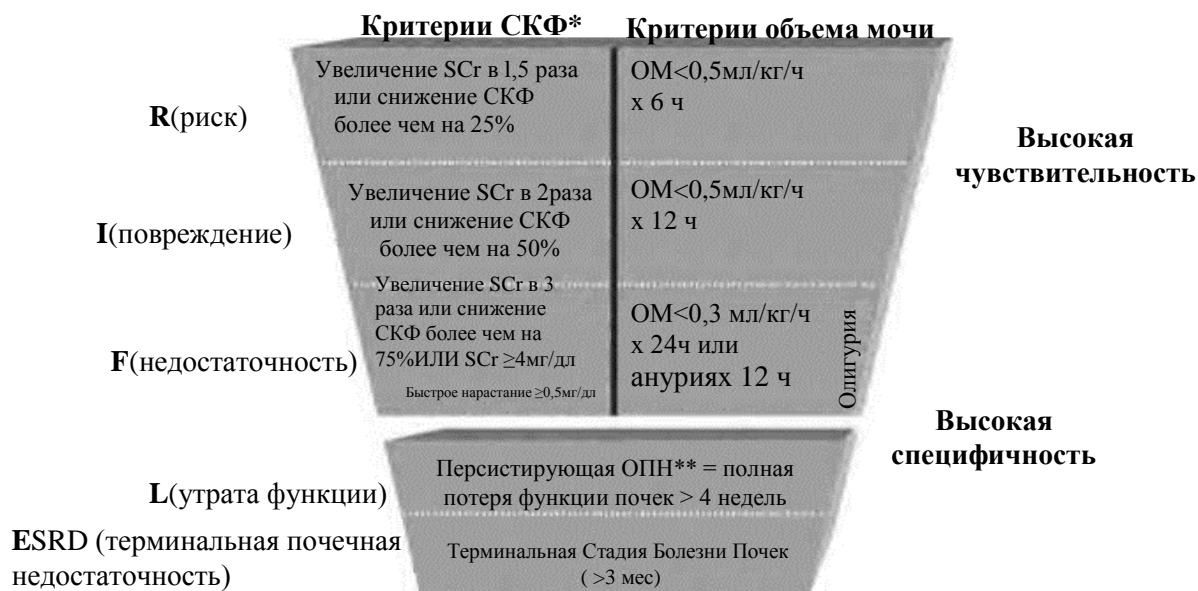 Критерии СКФ*
Критерии объема мочи
R(риск)
Увеличение SCr в l,5 раза
или снижение СКФ
более чем на 25%
ОМ<0,5мл/кг/ч
х 6 ч
Высокая
чувствительность
I(повреждение)
Увеличение SCr в 2раза
или снижение СКФ
более чем на 50%
ОМ<0,5мл/кг/ч
х 12 ч
F(недостаточность)
Увеличение SCr в 3
раза или снижение
СКФ более чем на
75%ИЛИ SCr ≥4мг/дл
Быстрое нарастание ≥0,5мг/дл
ОМ<0,3 мл/кг/ч
х 24ч или
ануриях 12 ч
Олигурия
Высокая
специфичность
L(утрата функции)
Персистирующая ОПН** = полная
потеря функции почек > 4 недель
ESRD (терминальная почечная
недостаточность)
Терминальная Стадия Болезни Почек
( >3 мес)